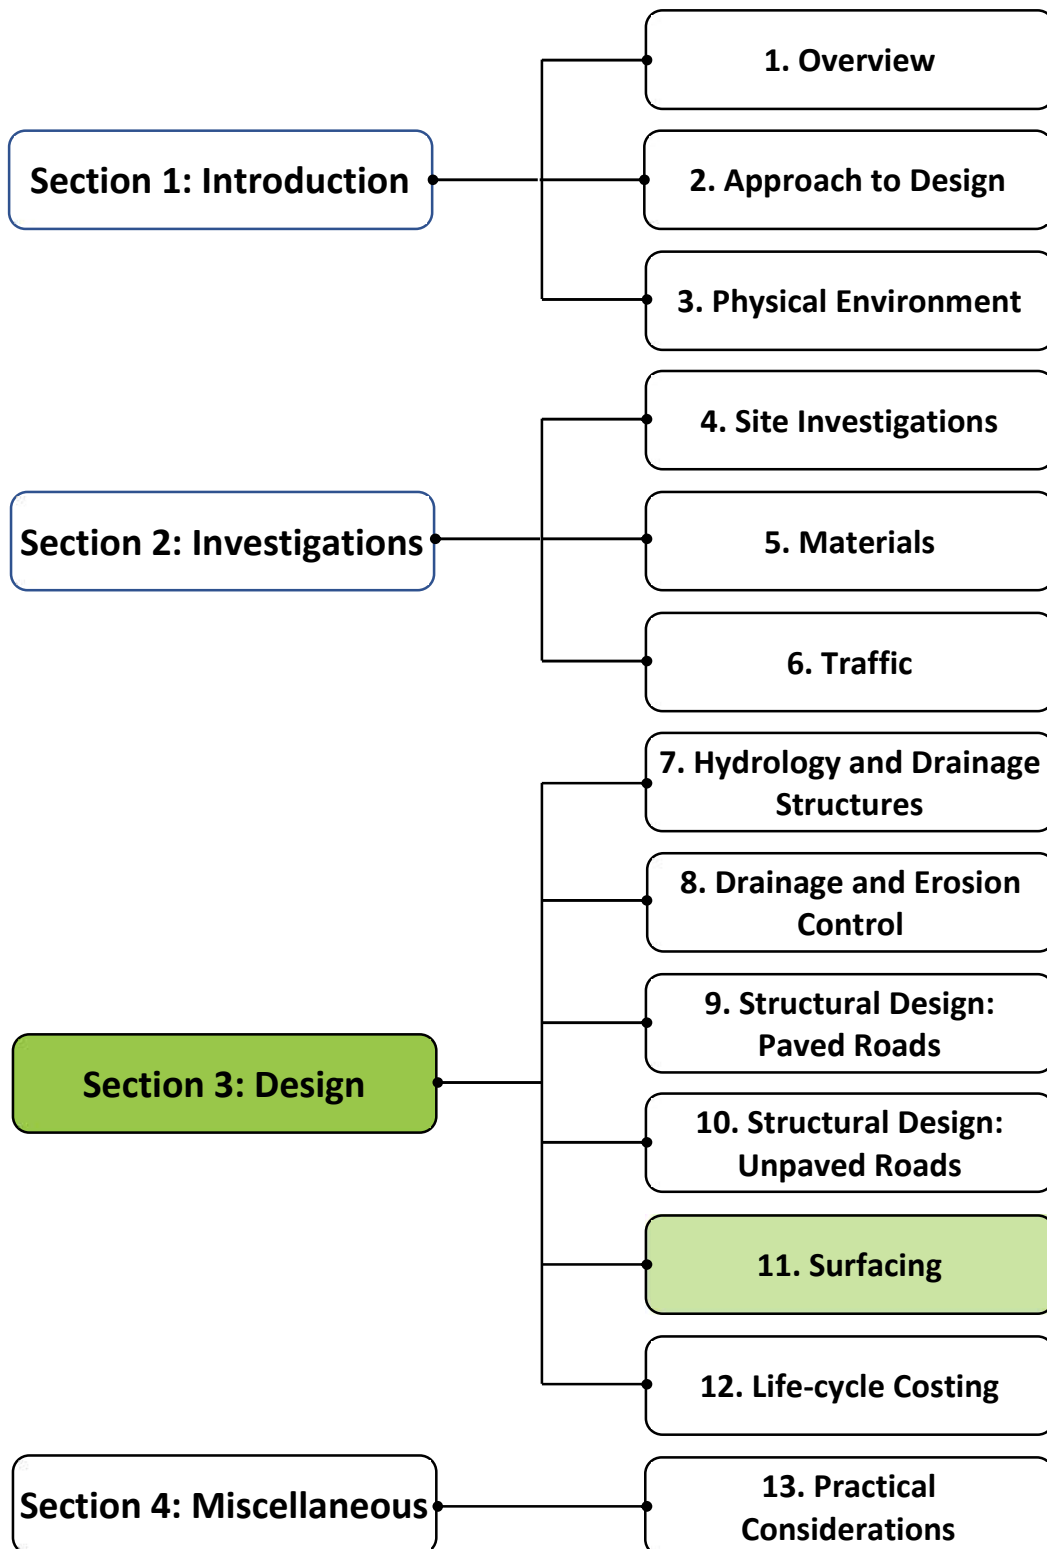 Section 1: Introduction
1. Overview
2. Approach to Design
3. Physical Environment
Section 2: Investigations
4. Site Investigations
5. Materials
6. Traffic
Section 3: Design
7. Hydrology and Drainage
Structures
8. Drainage and Erosion
Control
9. Structural Design:
Paved Roads
10. Structural Design:
Unpaved Roads
11. Surfacing
12. Life-cycle Costing
Section 4: Miscellaneous
13. Practical
Considerations